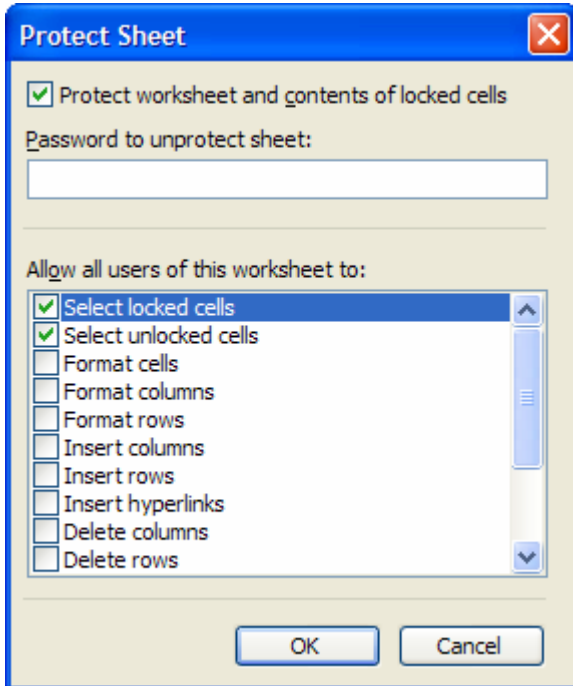 Protect Sheet
Protect worksheet and contents of locked cells
Password to unprotect sheet:
Allow all users of this worksheet to:
Select locked cells
Select unlocked cells
Format cells
Format columns
Format rows
Insert columns
Insert rows
Insert hyperlinks
Delete columns
Delete rows
OK Cancel